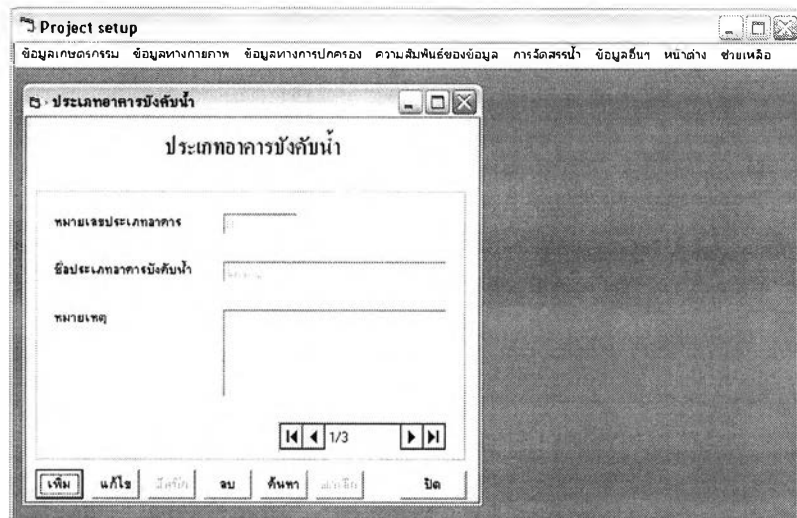 Project setup
ข้อมูลเกษตรกรรม ข้อมูลทางกายภาพ ข้อมูลทางการปกครอง ความสัมพันธ์ของข้อมูล การจัดสรรน้ำ ข้อมูลอื่นๆ หน้าต่าง ช่วยเหลือ
ประเภทอาคารบังคับน้ำ
ประเภทอาคารบังคับน้ำ
หมายเลขประเภทอาคาร
ชื่อประเภทอาคารบังคับน้ำ
หมายเหตุ
1/3
เพิ่ม แก้ไข ลบ ค้นหา ยกเลิก ปิด